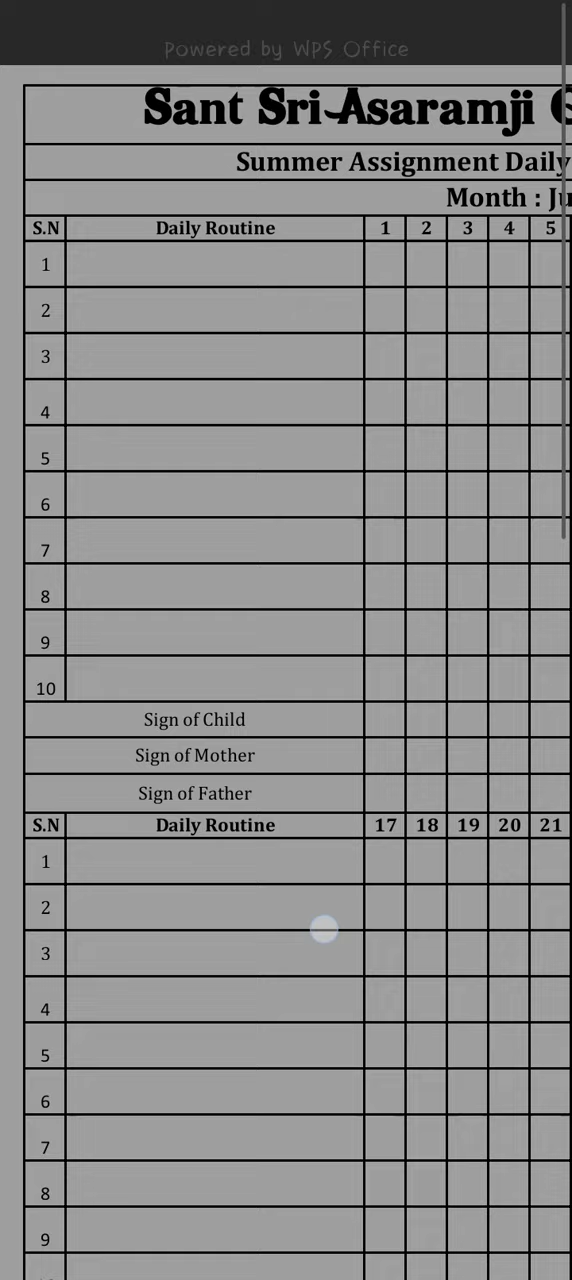 Powered by WPS Office
Sant Sri Asaramji
Summer Assignment Daily
Month :
S.N Daily Routine 1 2 3 4 5
1
2
3
4
5
6
7
8
9
10
Sign of Child
Sign of Mother
Sign of Father
S.N Daily Routine 17 18 19 20 21
1
2
3
4
5
6
7
8
9